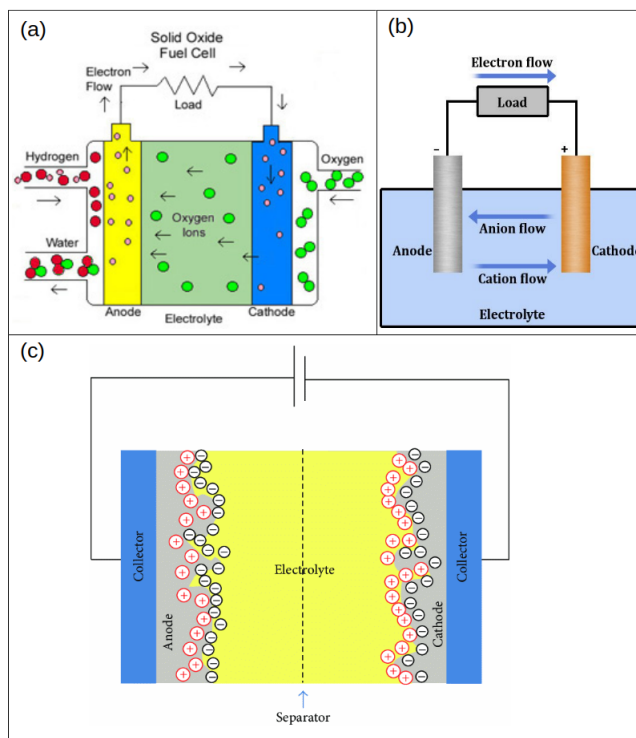 (a)
Solid Oxide
Fuel Cell
Electron
Flow
Load
Hydrogen
Oxygen
Oxygen
Ions
Water
Anode
Electrolyte
Cathode
(b)
Electron flow
Load
−
+
Anode
Anion flow
Cathode
Cation flow
Electrolyte
(c)
Collector
Anode
Electrolyte
Cathode
Collector
Separator